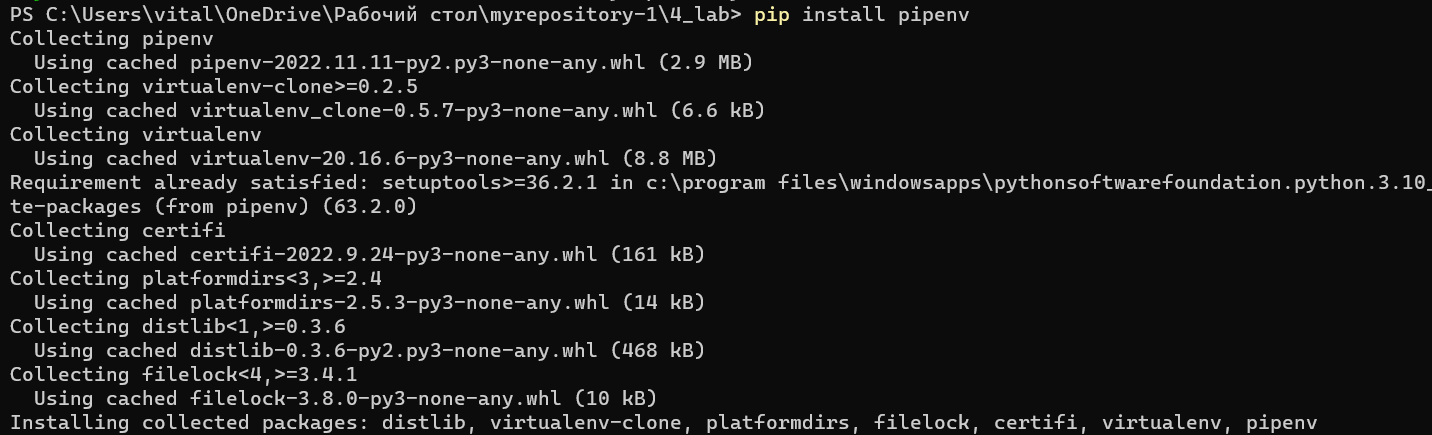 PS C:\Users\vital\OneDrive\Рабочий стол\myrepository-1\4_lab> pip install pipenv
Collecting pipenv
  Using cached pipenv-2022.11.11-py2.py3-none-any.whl (2.9 MB)
Collecting virtualenv-clone>=0.2.5
  Using cached virtualenv_clone-0.5.7-py3-none-any.whl (6.6 kB)
Collecting virtualenv
  Using cached virtualenv-20.16.6-py3-none-any.whl (8.8 MB)
Requirement already satisfied: setuptools>=36.2.1 in c:\program files\windowsapps\pythonsoftwarefoundation.python.3.10_
te-packages (from pipenv) (63.2.0)
Collecting certifi
  Using cached certifi-2022.9.24-py3-none-any.whl (161 kB)
Collecting platformdirs<3,>=2.4
  Using cached platformdirs-2.5.3-py3-none-any.whl (14 kB)
Collecting distlib<1,>=0.3.6
  Using cached distlib-0.3.6-py2.py3-none-any.whl (468 kB)
Collecting filelock<4,>=3.4.1
  Using cached filelock-3.8.0-py3-none-any.whl (10 kB)
Installing collected packages: distlib, virtualenv-clone, platformdirs, filelock, certifi, virtualenv, pipenv